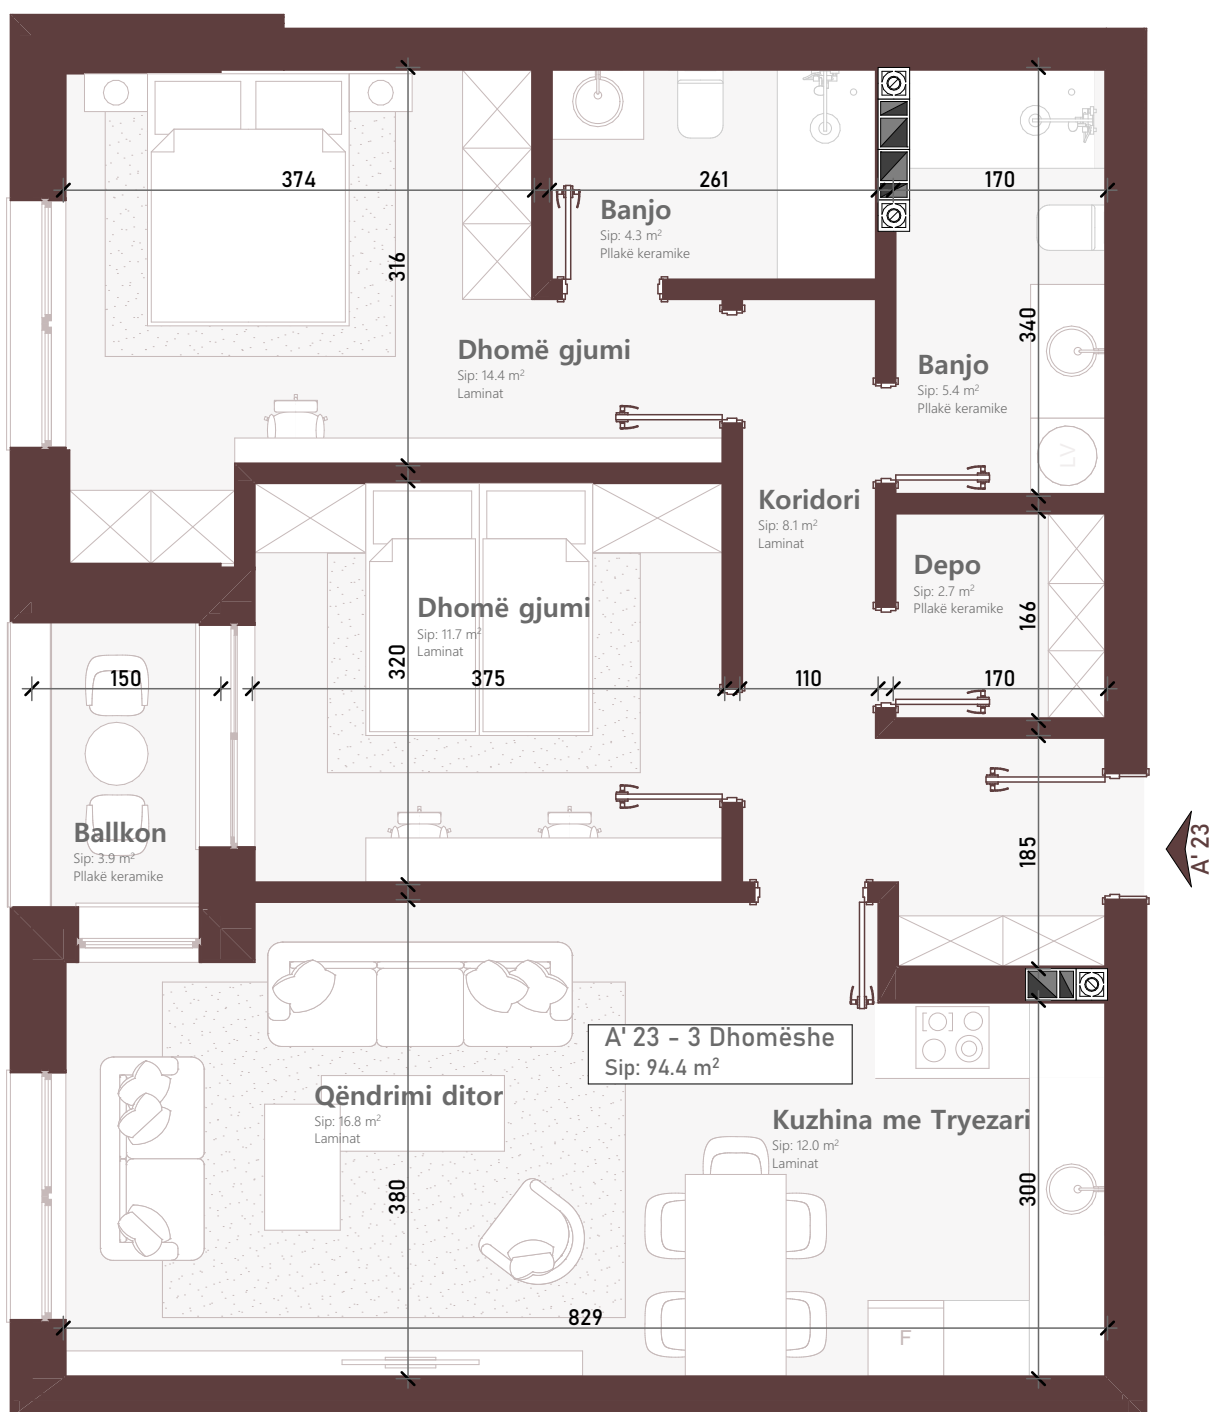 374
261
170
Banjo
Sip: 4.3 m²
Pllakë keramike
316
340
Dhomë gjumi
Sip: 14.4 m²
Laminat
Banjo
Sip: 5.4 m²
Pllakë keramike
LV
Koridori
Sip: 8.1 m²
Laminat
Depo
Sip: 2.7 m²
Pllakë keramike
166
Dhomë gjumi
Sip: 11.7 m²
Laminat
320
150
375
110
170
Ballkon
Sip: 3.9 m²
Pllakë keramike
185
A' 23
A' 23 - 3 Dhomëshe
Sip: 94.4 m²
Qëndrimi ditor
Sip: 16.8 m²
Laminat
Kuzhina me Tryezari
Sip: 12.0 m²
Laminat
380
300
829
F